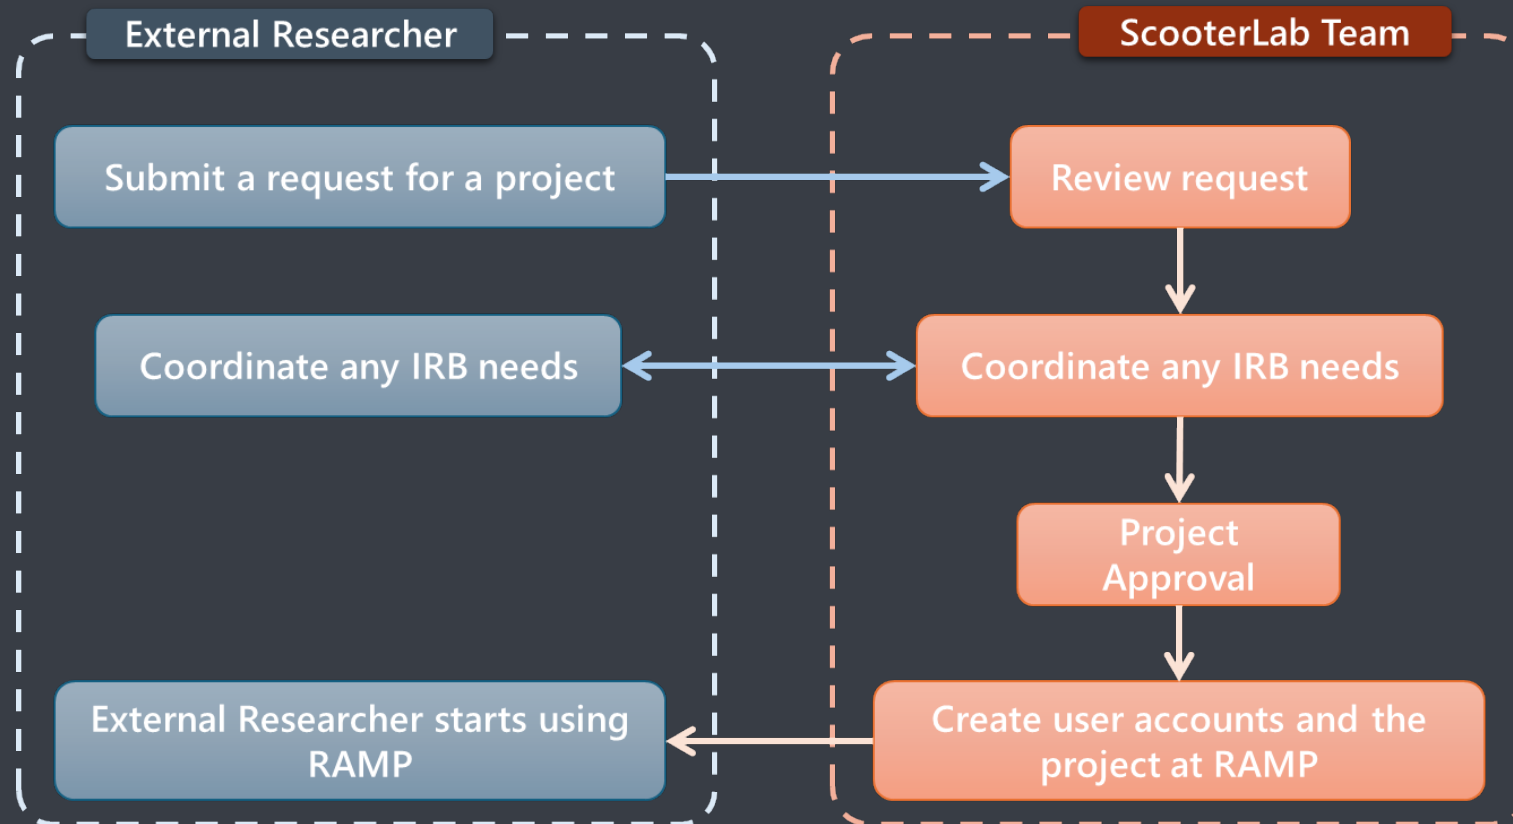 External Researcher
ScooterLab Team
Submit a request for a project
Review request
Coordinate any IRB needs
Coordinate any IRB needs
Project
Approval
External Researcher starts using
RAMP
Create user accounts and the
project at RAMP